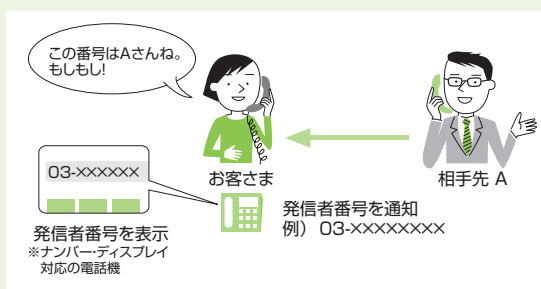 この番号はAさんね。
もしもし!
お客さま
相手先 A
03-××××××
発信者番号を通知
例) 03-××××××××
発信者番号を表示
※ナンバー・ディスプレイ
対応の電話機